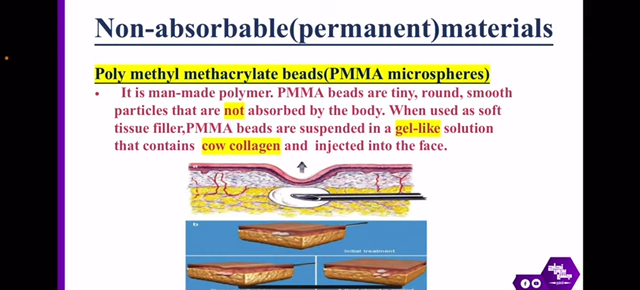 Non-absorbable(permanent)materials
Poly methyl methacrylate beads(PMMA microspheres)
• It is man-made polymer. PMMA beads are tiny, round, smooth
particles that are not absorbed by the body. When used as soft
tissue filler,PMMA beads are suspended in a gel-like solution
that contains cow collagen and injected into the face.
a
b
Initial treatment